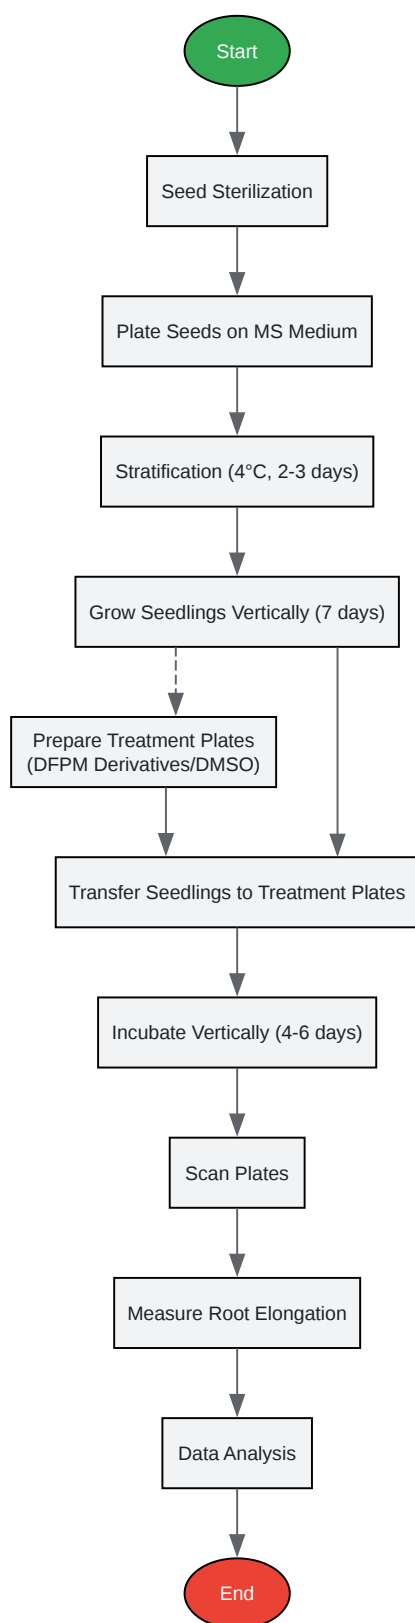 Start
Seed Sterilization
Plate Seeds on MS Medium
Stratification (4°C, 2-3 days)
Grow Seedlings Vertically (7 days)
Prepare Treatment Plates
(DFPM Derivatives/DMSO)
Transfer Seedlings to Treatment Plates
Incubate Vertically (4-6 days)
Scan Plates
Measure Root Elongation
Data Analysis
End